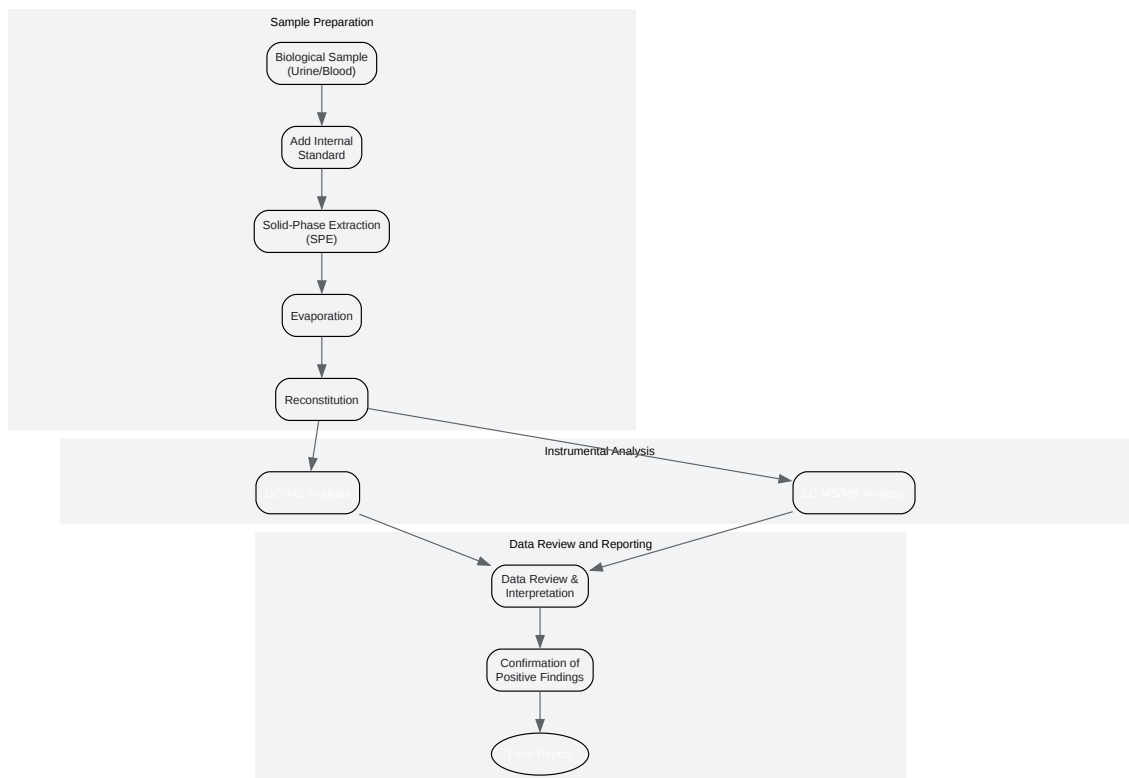 Sample Preparation
Biological Sample
(Urine/Blood)
Add Internal
Standard
Solid-Phase Extraction
(SPE)
Evaporation
Reconstitution
Instrumental Analysis
GC-MS Analysis
LC-MS/MS Analysis
Data Review and Reporting
Data Review &
Interpretation
Confirmation of
Positive Findings
Final Report